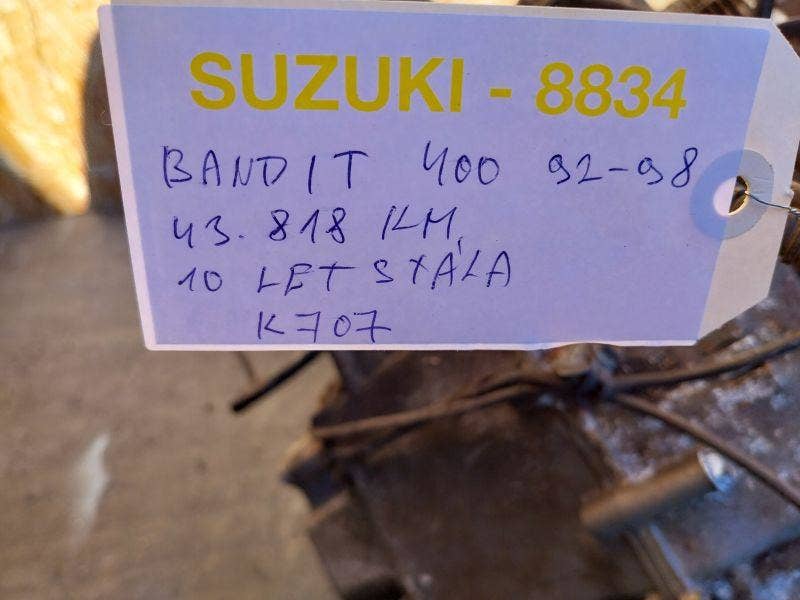 SUZUKI - 8834
BANDIT 400 92-98
43.818 KM,
10 LET STÁLA
K707